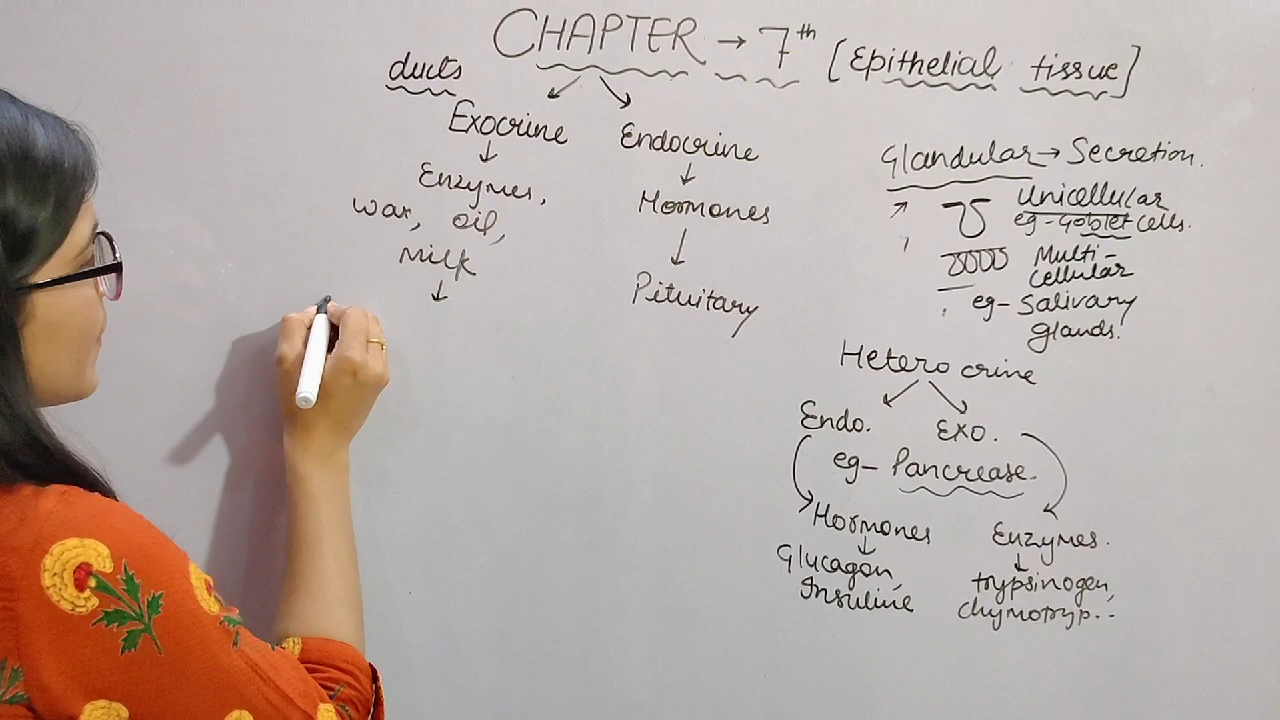 CHAPTER → 7th [Epithelial tissue]
ducts
Exocrine
↓
Enzymes,
wax, oil,
Milk
↓
Endocrine
↓
Hormones
↓
Pituitary
Glandular → Secretion.
Unicellular
eg- Goblet cells.
Multi-
cellular
eg- Salivary
glands.
Hetero crine
Endo. Exo.
eg- Pancrease.
Hormones
↓
Glucagon,
Insuline
Enzymes.
↓
trypsinogen,
chymotryp...